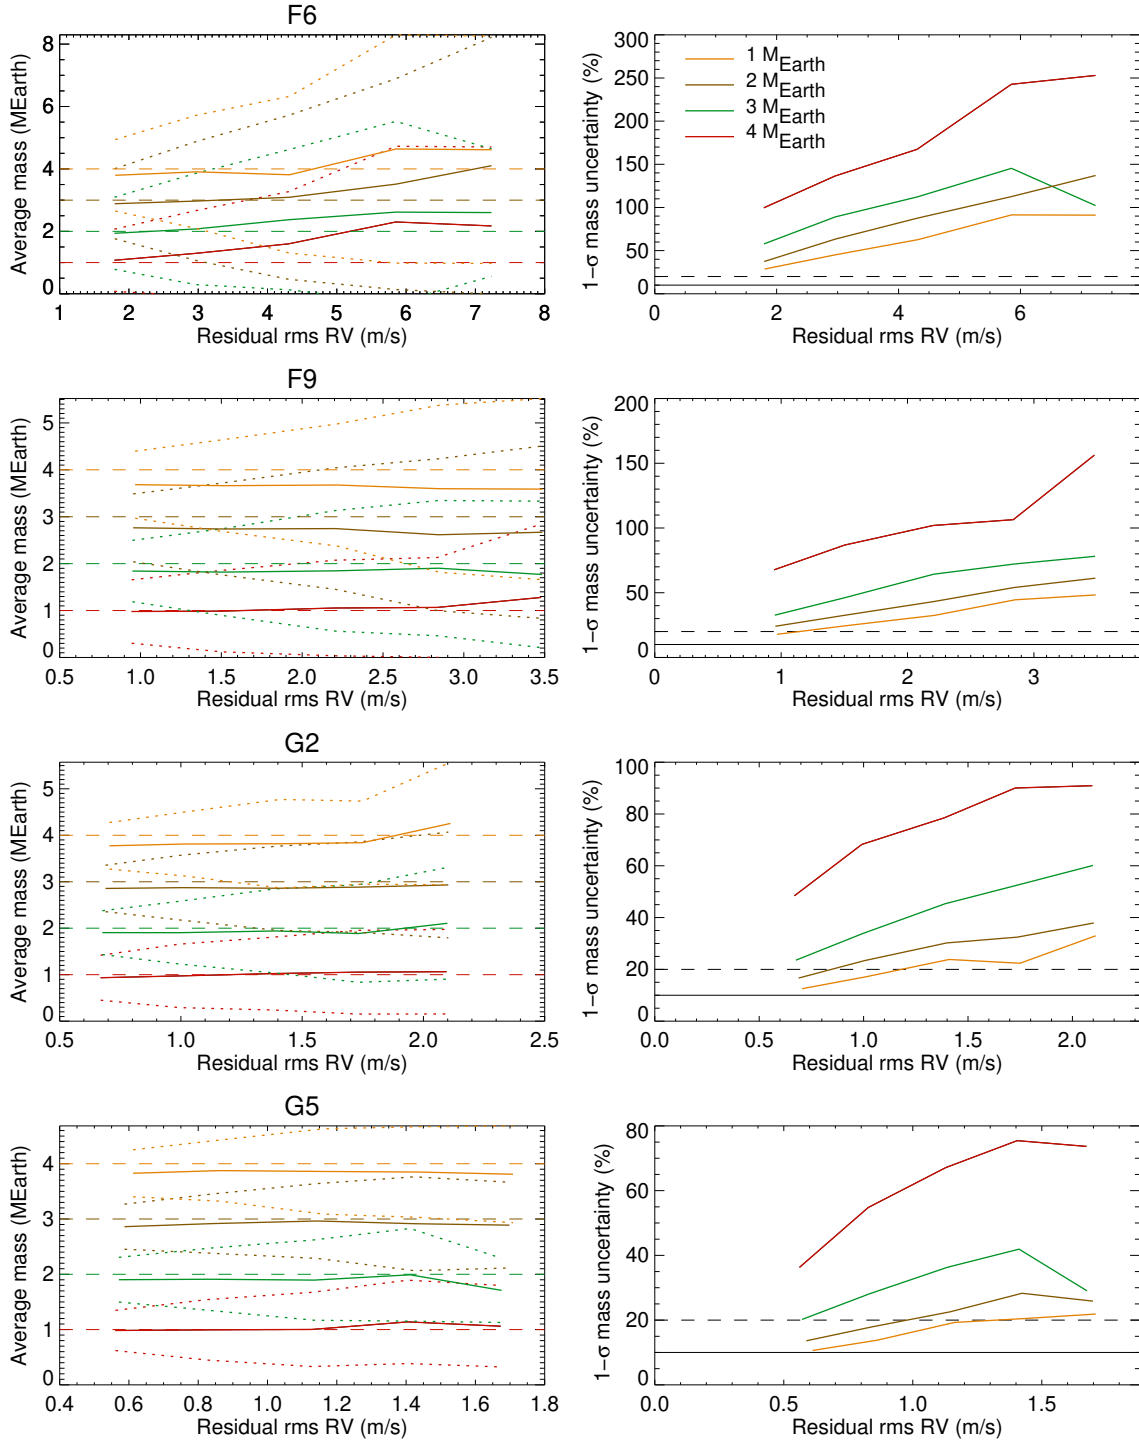 F6
Average mass (MEarth)
8
6
4
2
0
1 2 3 4 5 6 7 8
Residual rms RV (m/s)
1−σ mass uncertainty (%)
300
250
200
150
100
50
0
0 2 4 6
Residual rms RV (m/s)
1 MEarth
2 MEarth
3 MEarth
4 MEarth
F9
Average mass (MEarth)
5
4
3
2
1
0
0.5 1.0 1.5 2.0 2.5 3.0 3.5
Residual rms RV (m/s)
1−σ mass uncertainty (%)
200
150
100
50
0
0 1 2 3
Residual rms RV (m/s)
G2
Average mass (MEarth)
5
4
3
2
1
0
0.5 1.0 1.5 2.0 2.5
Residual rms RV (m/s)
1−σ mass uncertainty (%)
100
80
60
40
20
0
0.0 0.5 1.0 1.5 2.0
Residual rms RV (m/s)
G5
Average mass (MEarth)
4
3
2
1
0
0.4 0.6 0.8 1.0 1.2 1.4 1.6 1.8
Residual rms RV (m/s)
1−σ mass uncertainty (%)
80
60
40
20
0
0.0 0.5 1.0 1.5
Residual rms RV (m/s)